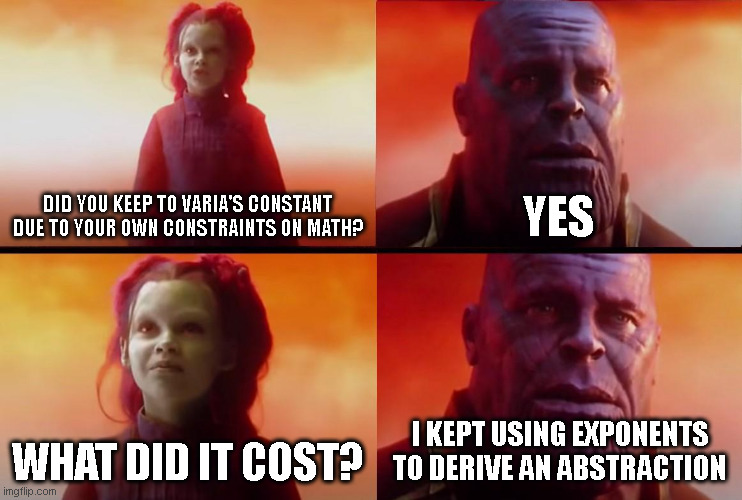 DID YOU KEEP TO VARIA'S CONSTANT
DUE TO YOUR OWN CONSTRAINTS ON MATH?
YES
WHAT DID IT COST?
I KEPT USING EXPONENTS
TO DERIVE AN ABSTRACTION
imgflip.com